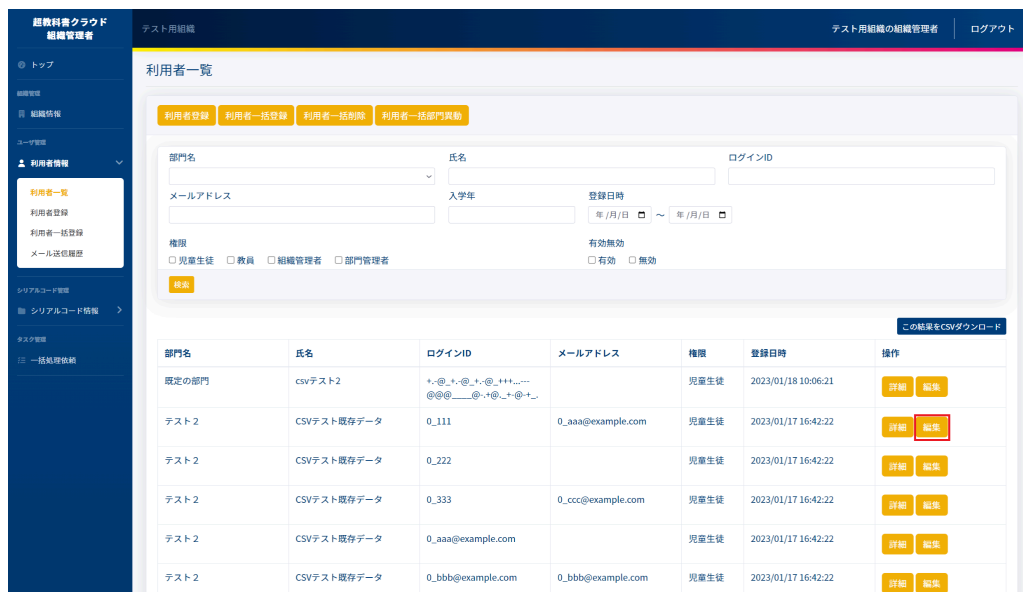 超教科書クラウド
組織管理者
テスト用組織
テスト用組織の組織管理者
ログアウト
トップ
組織管理
組織情報
ユーザ管理
利用者情報
利用者一覧
利用者登録
利用者一括登録
メール送信履歴
シリアルコード管理
シリアルコード情報
タスク管理
一括処理依頼
利用者一覧
利用者登録 利用者一括登録 利用者一括削除 利用者一括部門異動
部門名 氏名 ログインID
メールアドレス 入学年 登録日時
年/月/日 ～ 年/月/日
権限 有効無効
児童生徒 教員 組織管理者 部門管理者 有効 無効
検索
この結果をCSVダウンロード
部門名 氏名 ログインID メールアドレス 権限 登録日時 操作
既定の部門 csvテスト2 +.-@_+.-@_+.-@_+++...--- 児童生徒 2023/01/18 10:06:21 詳細 編集
@@@____@-.+@._+-@-+_.
テスト２ CSVテスト既存データ 0_111 0_aaa@example.com 児童生徒 2023/01/17 16:42:22 詳細 編集
テスト２ CSVテスト既存データ 0_222 児童生徒 2023/01/17 16:42:22 詳細 編集
テスト２ CSVテスト既存データ 0_333 0_ccc@example.com 児童生徒 2023/01/17 16:42:22 詳細 編集
テスト２ CSVテスト既存データ 0_aaa@example.com 児童生徒 2023/01/17 16:42:22 詳細 編集
テスト２ CSVテスト既存データ 0_bbb@example.com 0_bbb@example.com 児童生徒 2023/01/17 16:42:22 詳細 編集